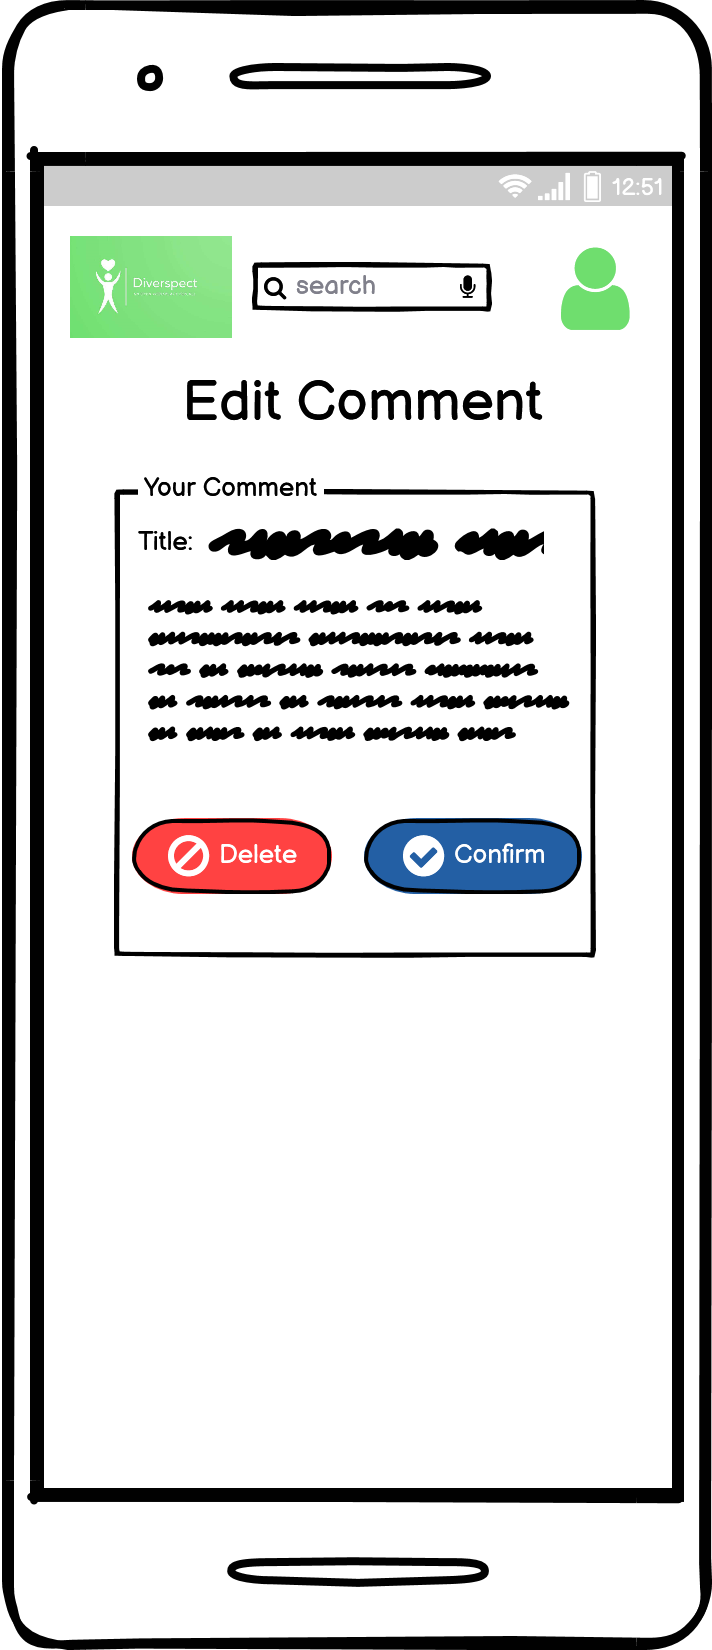 12:51
Diverspect
search
Edit Comment
Your Comment
Title:
Delete
Confirm